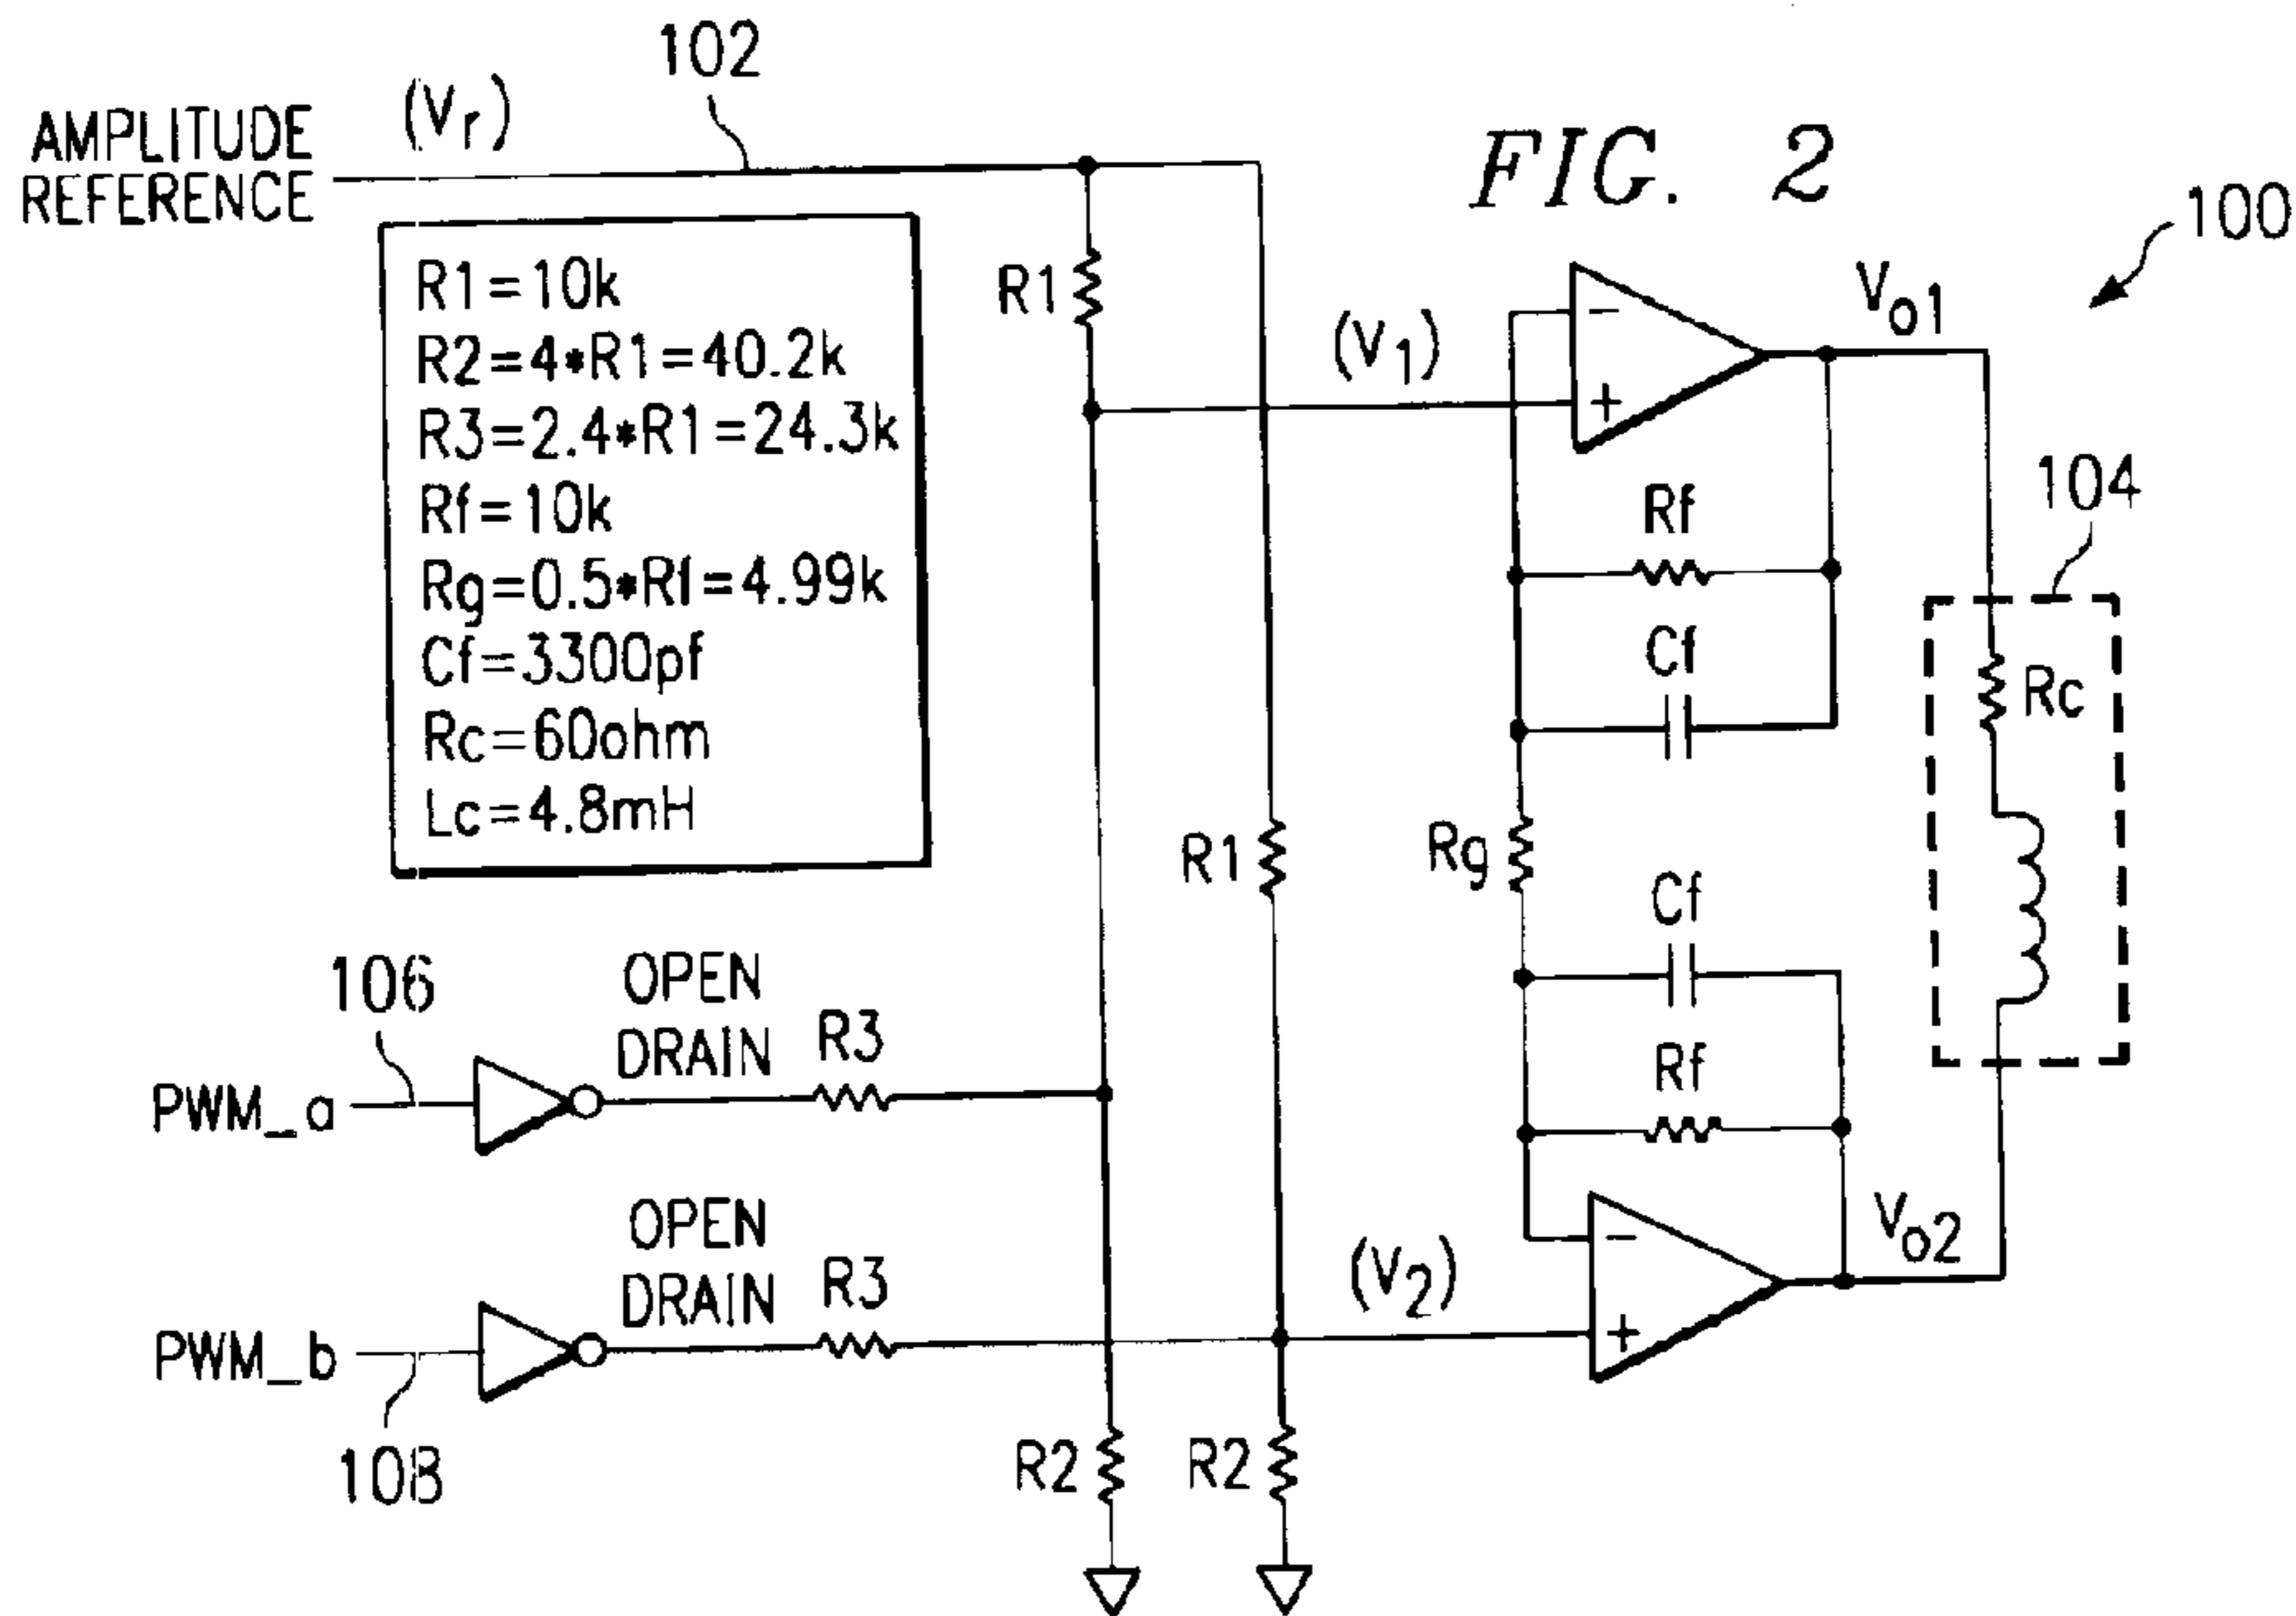 102
AMPLITUDE
REFERENCE
(Vr)
FIG. 2
100
R1=10k
R2=4*R1=40.2k
R3=2.4*R1=24.3k
Rf=10k
Rg=0.5*Rf=4.99k
Cf=3300pf
Rc=60ohm
Lc=4.8mH
R1
(V1)
−
+
Vo1
104
Rf
Cf
Rc
R1
Rg
Cf
Rf
106
OPEN
DRAIN
R3
PWM_a
OPEN
DRAIN
R3
PWM_b
108
(V2)
−
+
Vo2
R2
R2